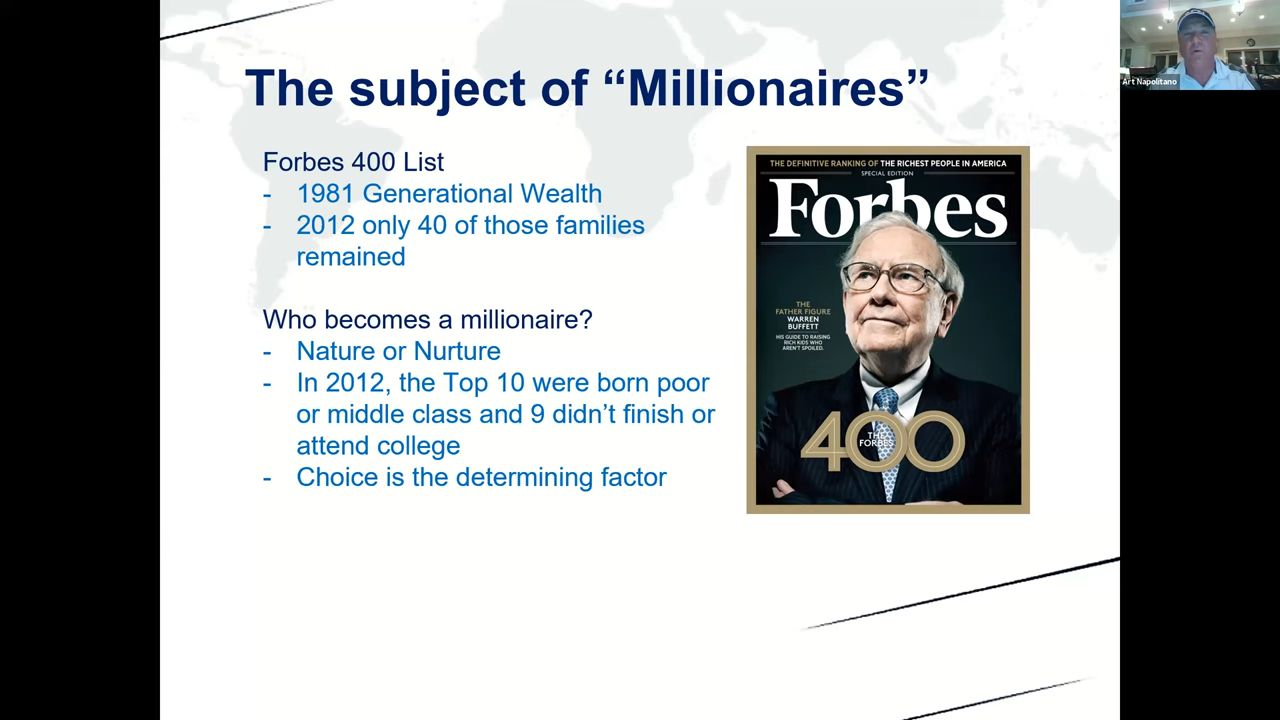 The subject of “Millionaires”
Forbes 400 List
- 1981 Generational Wealth
- 2012 only 40 of those families
remained
Who becomes a millionaire?
- Nature or Nurture
- In 2012, the Top 10 were born poor
or middle class and 9 didn’t finish or
attend college
- Choice is the determining factor
THE DEFINITIVE RANKING OF THE RICHEST PEOPLE IN AMERICA
SPECIAL EDITION
Forbes
THE
FATHER FIGURE
WARREN
BUFFETT
HIS GUIDE TO RAISING
RICH KIDS WHO
AREN'T SPOILED.
THE
FORBES
400
Art Napolitano